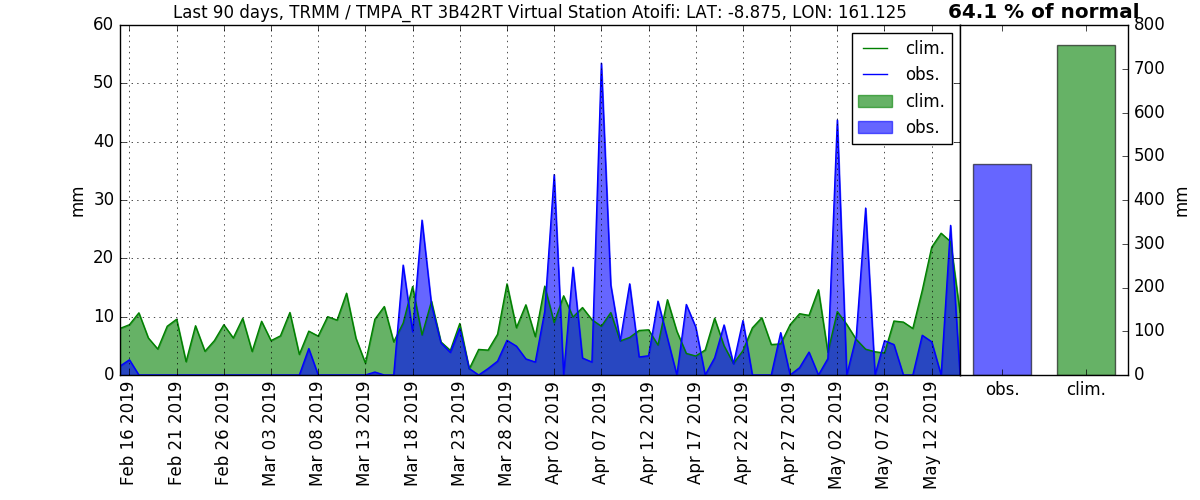 Last 90 days, TRMM / TMPA_RT 3B42RT Virtual Station Atoifi: LAT: -8.875, LON: 161.125
64.1 % of normal
60
50
40
30
20
10
0
mm
clim.
obs.
clim.
obs.
800
700
600
500
400
300
200
100
0
mm
Feb 16 2019
Feb 21 2019
Feb 26 2019
Mar 03 2019
Mar 08 2019
Mar 13 2019
Mar 18 2019
Mar 23 2019
Mar 28 2019
Apr 02 2019
Apr 07 2019
Apr 12 2019
Apr 17 2019
Apr 22 2019
Apr 27 2019
May 02 2019
May 07 2019
May 12 2019
obs.
clim.